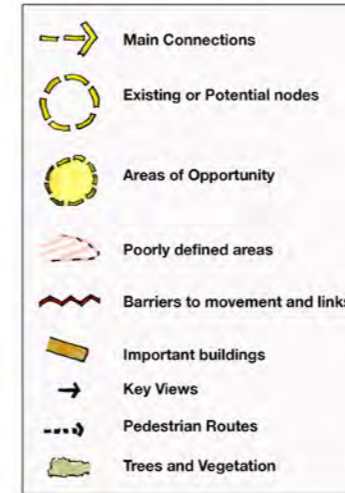 Main Connections
Existing or Potential nodes
Areas of Opportunity
Poorly defined areas
Barriers to movement and links
Important buildings
Key Views
Pedestrian Routes
Trees and Vegetation